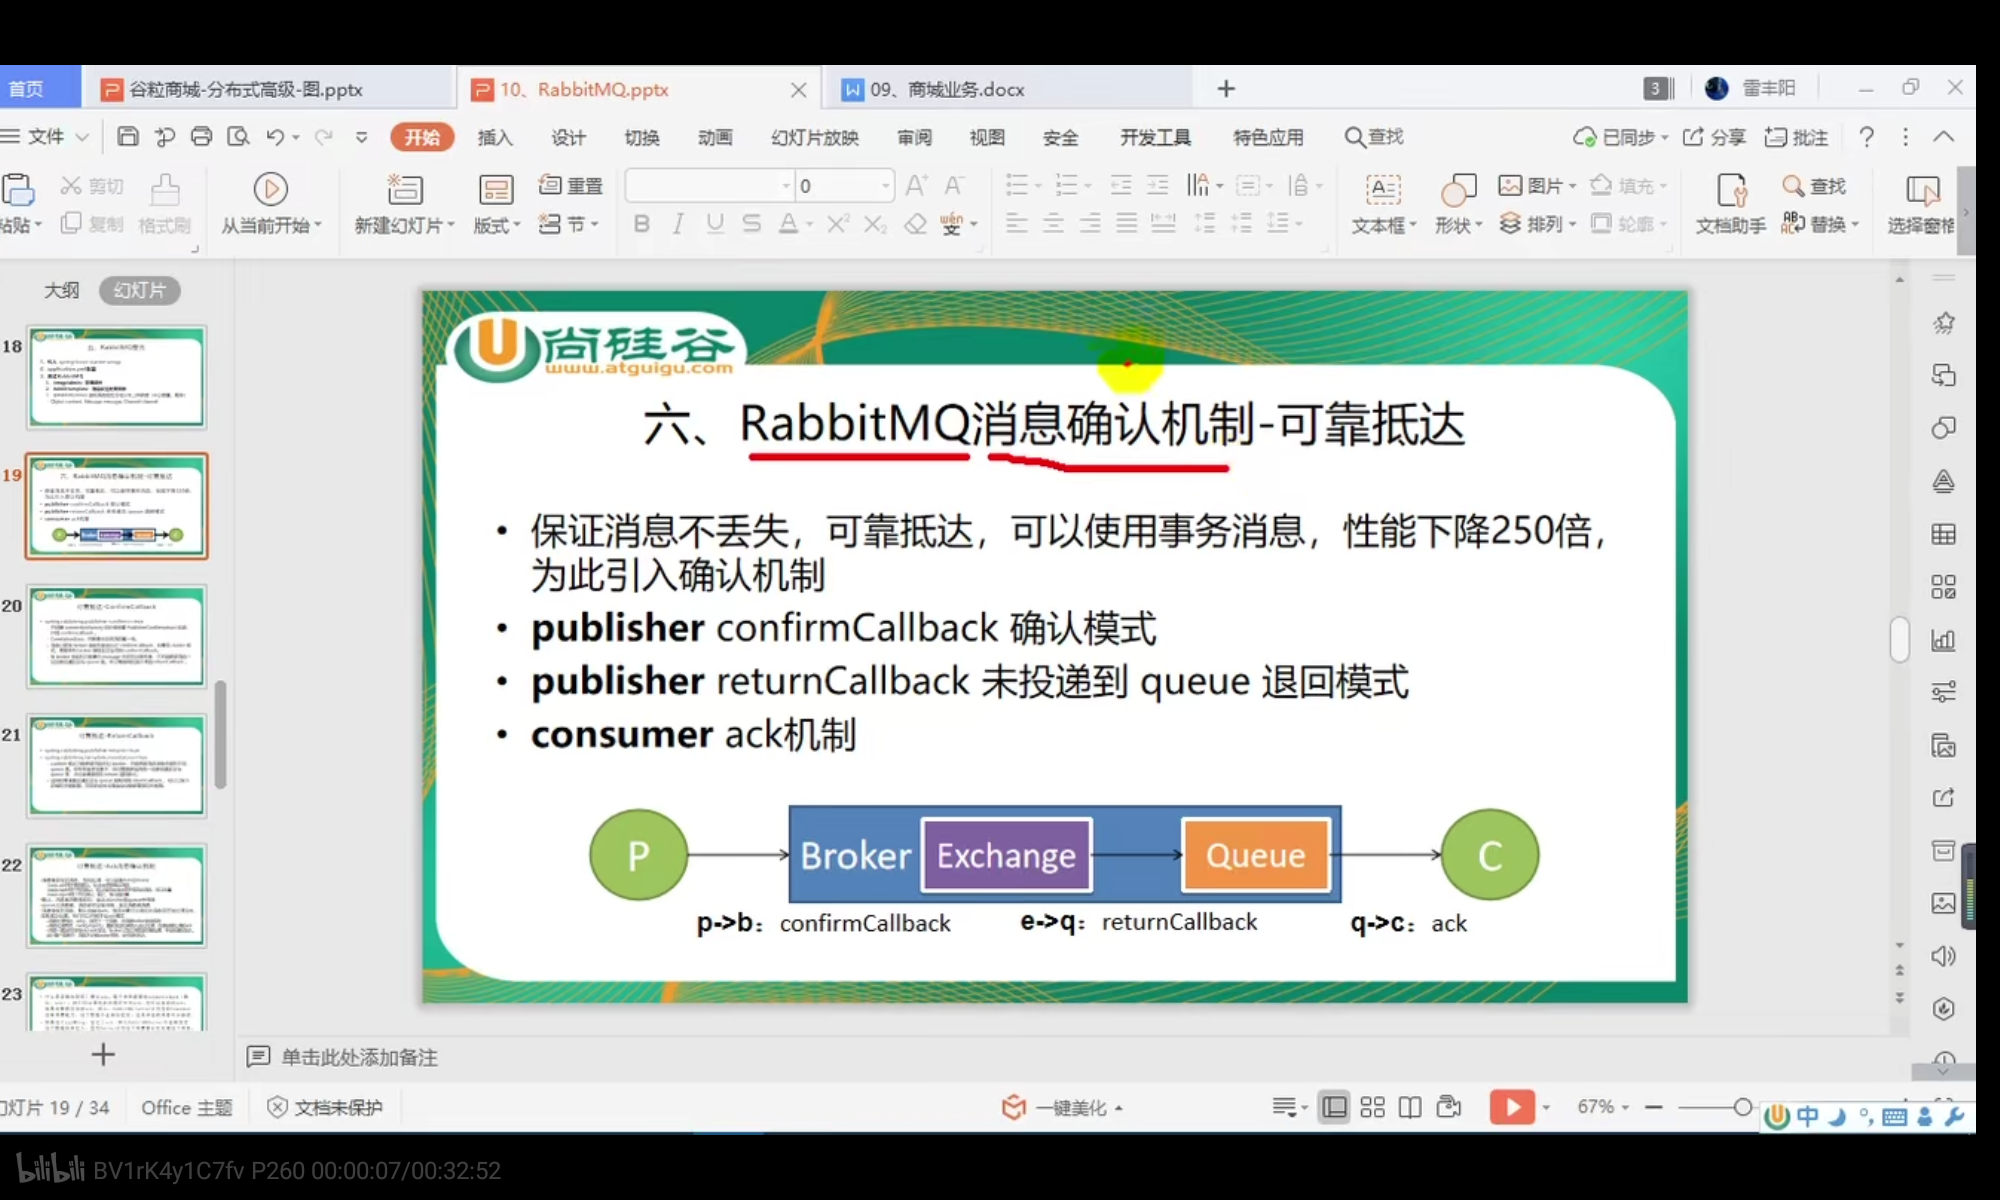 首页
谷粒商城-分布式高级-图.pptx
10、RabbitMQ.pptx
09、商城业务.docx
3
雷丰阳
文件
开始
插入
设计
切换
动画
幻灯片放映
审阅
视图
安全
开发工具
特色应用
查找
已同步
分享
批注
粘贴
剪切
复制
格式刷
从当前开始
新建幻灯片
版式
重置
节
0
文本框
形状
图片
排列
填充
轮廓
文档助手
查找
替换
选择窗格
大纲
幻灯片
18
19
20
21
22
23
尚硅谷
www.atguigu.com
六、RabbitMQ消息确认机制-可靠抵达
• 保证消息不丢失，可靠抵达，可以使用事务消息，性能下降250倍，
为此引入确认机制
• publisher confirmCallback 确认模式
• publisher returnCallback 未投递到 queue 退回模式
• consumer ack机制
P
Broker
Exchange
Queue
C
p->b：confirmCallback
e->q：returnCallback
q->c：ack
单击此处添加备注
幻灯片 19 / 34
Office 主题
文档未保护
一键美化
67%
中
bilibili BV1rK4y1C7fv P260 00:00:07/00:32:52